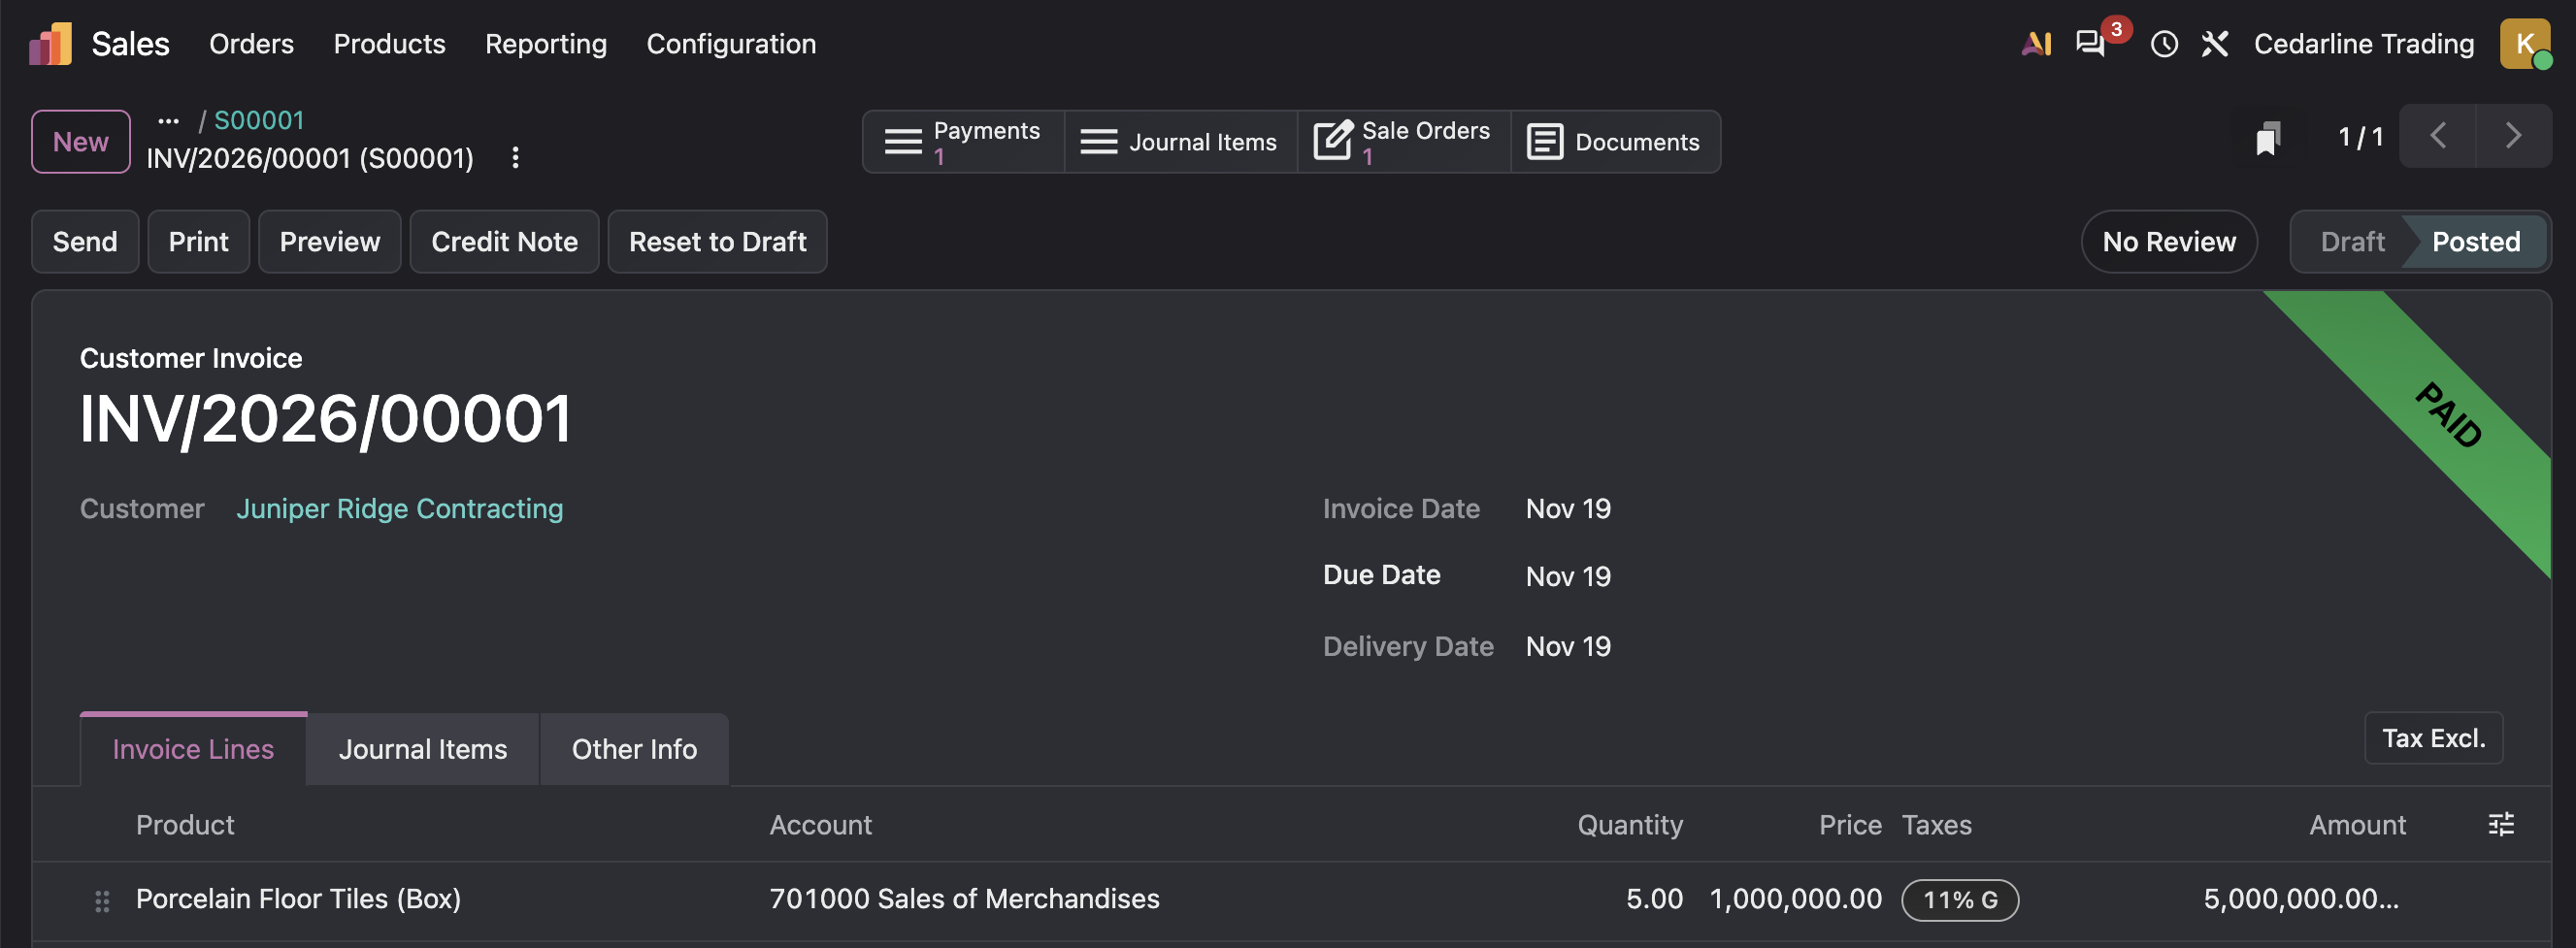 Sales Orders Products Reporting Configuration
AI 3 Cedarline Trading K
New
... / S00001
INV/2026/00001 (S00001)
Payments
1
Journal Items
Sale Orders
1
Documents
1 / 1
Send Print Preview Credit Note Reset to Draft
No Review Draft Posted
PAID
Customer Invoice
INV/2026/00001
Customer Juniper Ridge Contracting
Invoice Date Nov 19
Due Date Nov 19
Delivery Date Nov 19
Invoice Lines Journal Items Other Info
Tax Excl.
Product Account Quantity Price Taxes Amount
Porcelain Floor Tiles (Box) 701000 Sales of Merchandises 5.00 1,000,000.00 11% G 5,000,000.00...